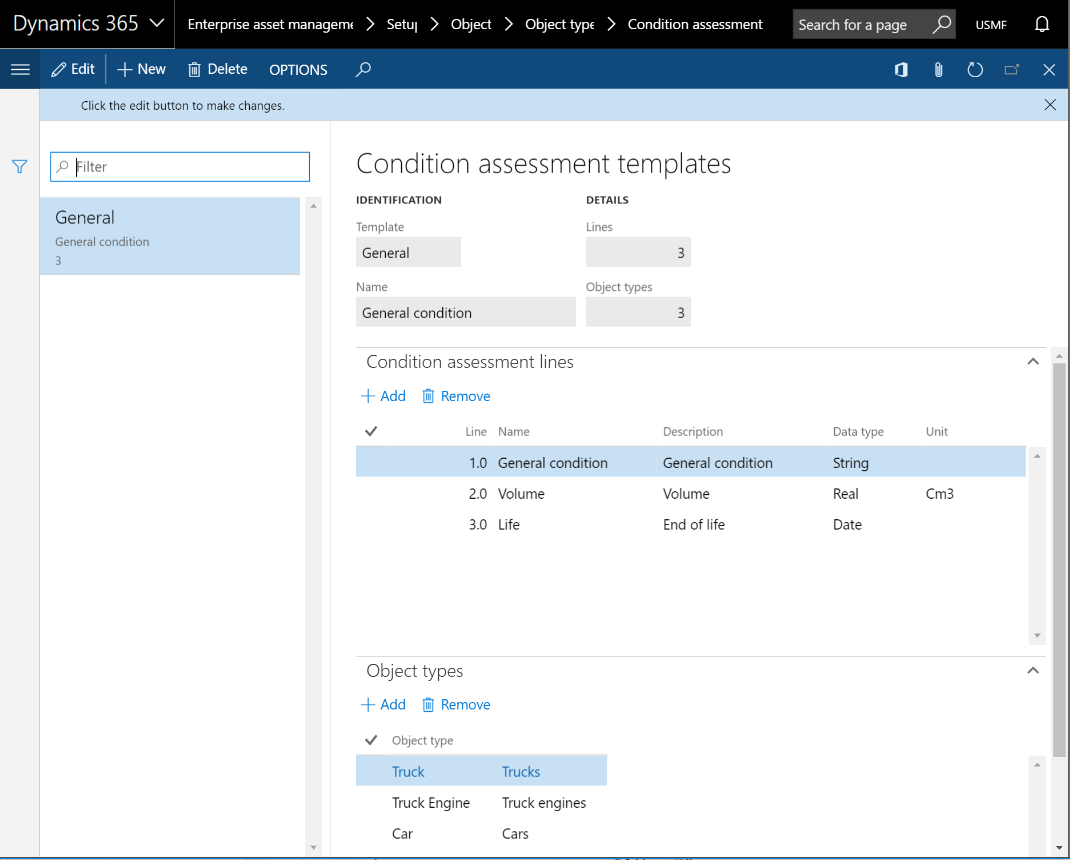 Dynamics 365
Enterprise asset manageme > Setup > Object > Object type > Condition assessment
Search for a page
USMF
Edit
New
Delete
OPTIONS
Click the edit button to make changes.
Filter
General
General condition
3
Condition assessment templates
IDENTIFICATION
DETAILS
Template
Lines
General
3
Name
Object types
General condition
3
Condition assessment lines
Add Remove
Line Name Description Data type Unit
1.0 General condition General condition String
2.0 Volume Volume Real Cm3
3.0 Life End of life Date
Object types
Add Remove
Object type
Truck Trucks
Truck Engine Truck engines
Car Cars